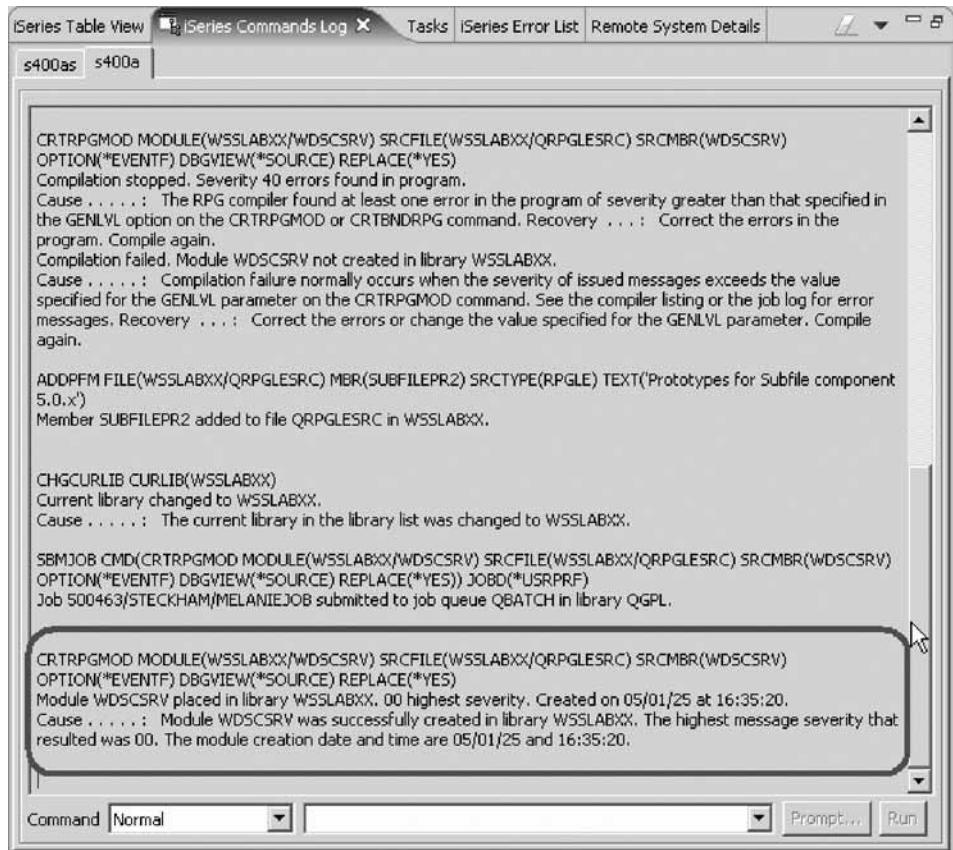 iSeries Table View iSeries Commands Log Tasks iSeries Error List Remote System Details
s400as s400a
CRTRPGMOD MODULE(WSSLABXX/WDSCSRV) SRCFILE(WSSLABXX/QRPGLESRC) SRCMBR(WDSCSRV)
OPTION(*EVENTF) DBGVIEW(*SOURCE) REPLACE(*YES)
Compilation stopped. Severity 40 errors found in program.
Cause . . . . . :   The RPG compiler found at least one error in the program of severity greater than that specified in
the GENLVL option on the CRTRPGMOD or CRTBNDRPG command. Recovery  . . . :   Correct the errors in the
program. Compile again.
Compilation failed. Module WDSCSRV not created in library WSSLABXX.
Cause . . . . . :   Compilation failure normally occurs when the severity of issued messages exceeds the value
specified for the GENLVL parameter on the CRTRPGMOD command. See the compiler listing or the job log for error
messages. Recovery  . . . :   Correct the errors or change the value specified for the GENLVL parameter. Compile
again.
ADDPFM FILE(WSSLABXX/QRPGLESRC) MBR(SUBFILEPR2) SRCTYPE(RPGLE) TEXT('Prototypes for Subfile component
5.0.x')
Member SUBFILEPR2 added to file QRPGLESRC in WSSLABXX.
CHGCURLIB CURLIB(WSSLABXX)
Current library changed to WSSLABXX.
Cause . . . . . :   The current library in the library list was changed to WSSLABXX.
SBMJOB CMD(CRTRPGMOD MODULE(WSSLABXX/WDSCSRV) SRCFILE(WSSLABXX/QRPGLESRC) SRCMBR(WDSCSRV)
OPTION(*EVENTF) DBGVIEW(*SOURCE) REPLACE(*YES)) JOBD(*USRPRF)
Job 500463/STECKHAM/MELANIEJOB submitted to job queue QBATCH in library QGPL.
CRTRPGMOD MODULE(WSSLABXX/WDSCSRV) SRCFILE(WSSLABXX/QRPGLESRC) SRCMBR(WDSCSRV)
OPTION(*EVENTF) DBGVIEW(*SOURCE) REPLACE(*YES)
Module WDSCSRV placed in library WSSLABXX. 00 highest severity. Created on 05/01/25 at 16:35:20.
Cause . . . . . :   Module WDSCSRV was successfully created in library WSSLABXX. The highest message severity that
resulted was 00. The module creation date and time are 05/01/25 and 16:35:20.
Command Normal Prompt... Run